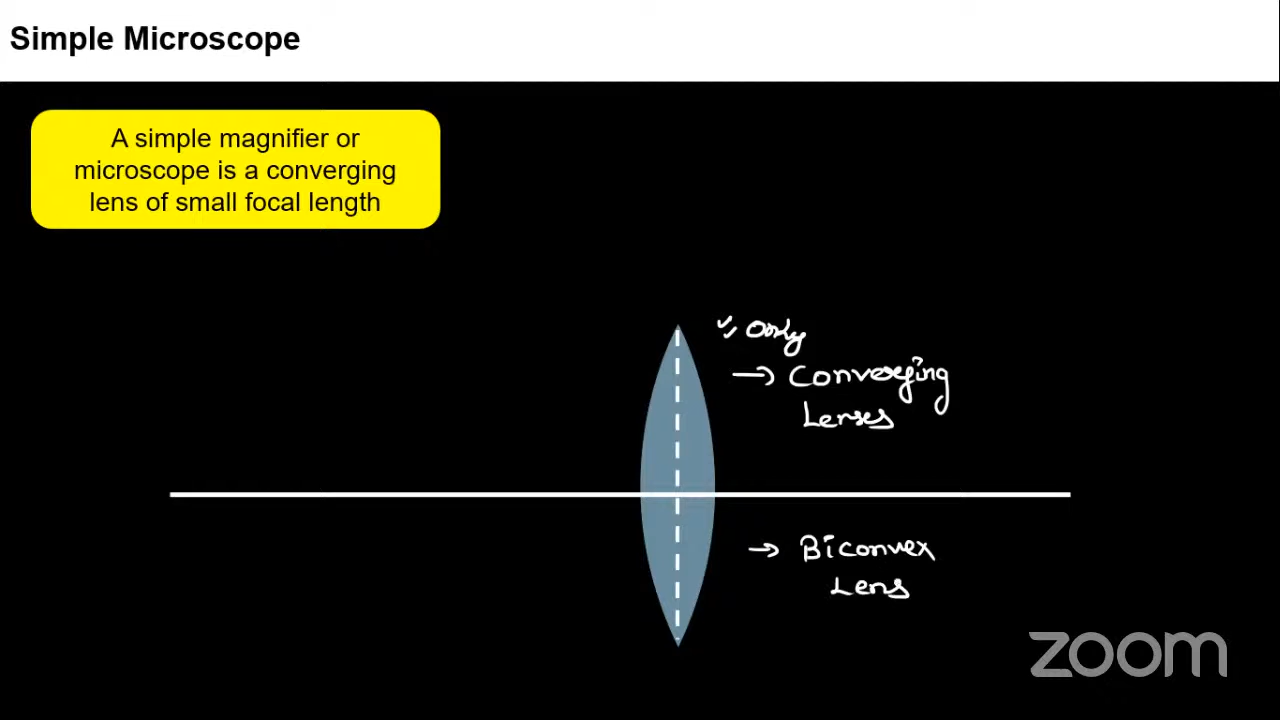 Simple Microscope
A simple magnifier or
microscope is a converging
lens of small focal length
Only
→ Converging
Lenses
→ Biconvex
Lens
zoom